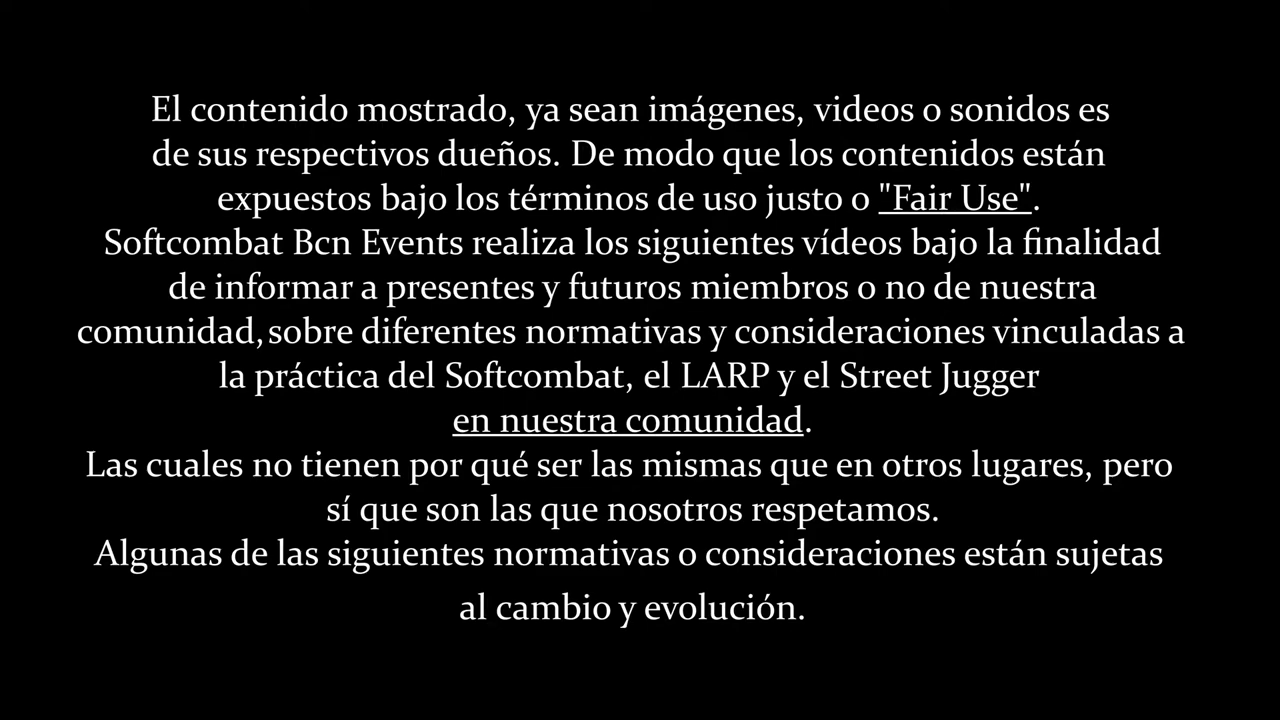 El contenido mostrado, ya sean imágenes, videos o sonidos es
de sus respectivos dueños. De modo que los contenidos están
expuestos bajo los términos de uso justo o "Fair Use".
Softcombat Bcn Events realiza los siguientes vídeos bajo la finalidad
de informar a presentes y futuros miembros o no de nuestra
comunidad, sobre diferentes normativas y consideraciones vinculadas a
la práctica del Softcombat, el LARP y el Street Jugger
en nuestra comunidad.
Las cuales no tienen por qué ser las mismas que en otros lugares, pero
sí que son las que nosotros respetamos.
Algunas de las siguientes normativas o consideraciones están sujetas
al cambio y evolución.